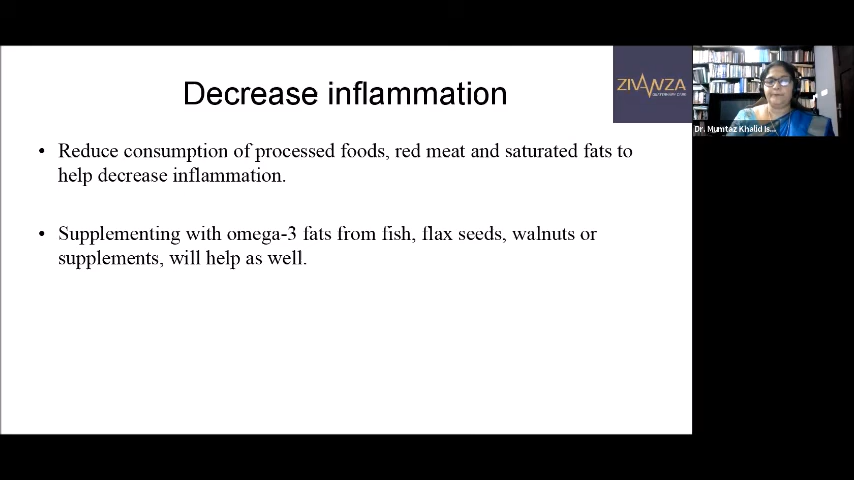 Decrease inflammation
ZIVANZA
Dr. Mumtaz Khalid Is...
• Reduce consumption of processed foods, red meat and saturated fats to
help decrease inflammation.
• Supplementing with omega-3 fats from fish, flax seeds, walnuts or
supplements, will help as well.